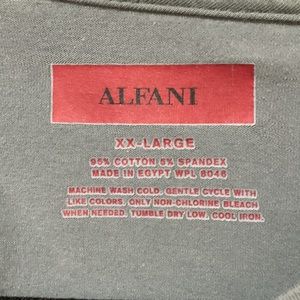 ALFANI
XX-LARGE
95% COTTON 5% SPANDEX
MADE IN EGYPT WPL 8046
MACHINE WASH COLD. GENTLE CYCLE WITH
LIKE COLORS. ONLY NON-CHLORINE BLEACH
WHEN NEEDED. TUMBLE DRY LOW. COOL IRON.